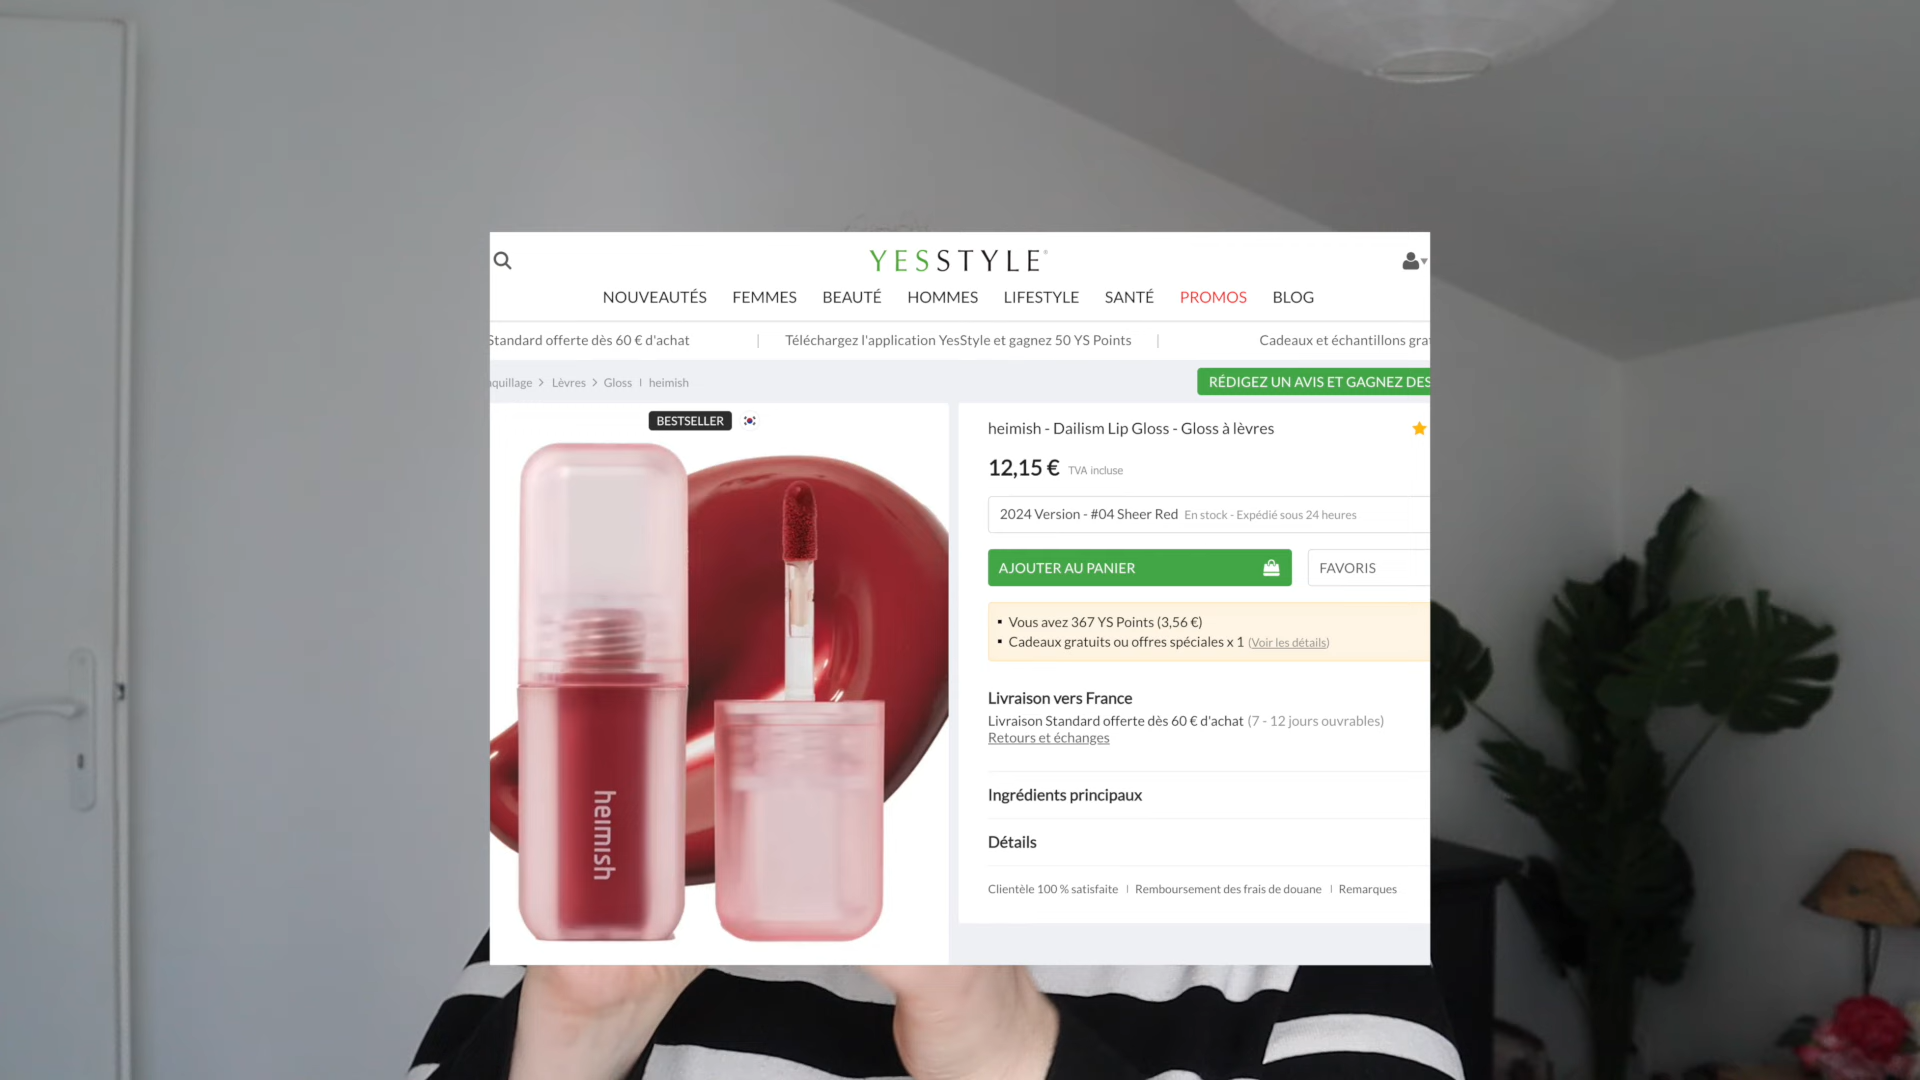 YESSTYLE
NOUVEAUTÉS FEMMES BEAUTÉ HOMMES LIFESTYLE SANTÉ PROMOS BLOG
Standard offerte dès 60 € d'achat | Téléchargez l'application YesStyle et gagnez 50 YS Points | Cadeaux et échantillons
> Lèvres > Gloss | heimish
RÉDIGEZ UN AVIS ET GAGNEZ DES
BESTSELLER
heimish - Dailism Lip Gloss - Gloss à lèvres
12,15 € TVA incluse
2024 Version - #04 Sheer Red En stock - Expédié sous 24 heures
AJOUTER AU PANIER
FAVORIS
▪ Vous avez 367 YS Points (3,56 €)
▪ Cadeaux gratuits ou offres spéciales x 1 (Voir les détails)
Livraison vers France
Livraison Standard offerte dès 60 € d'achat (7 - 12 jours ouvrables)
Retours et échanges
Ingrédients principaux
Détails
Clientèle 100 % satisfaite | Remboursement des frais de douane | Remarques
heimish